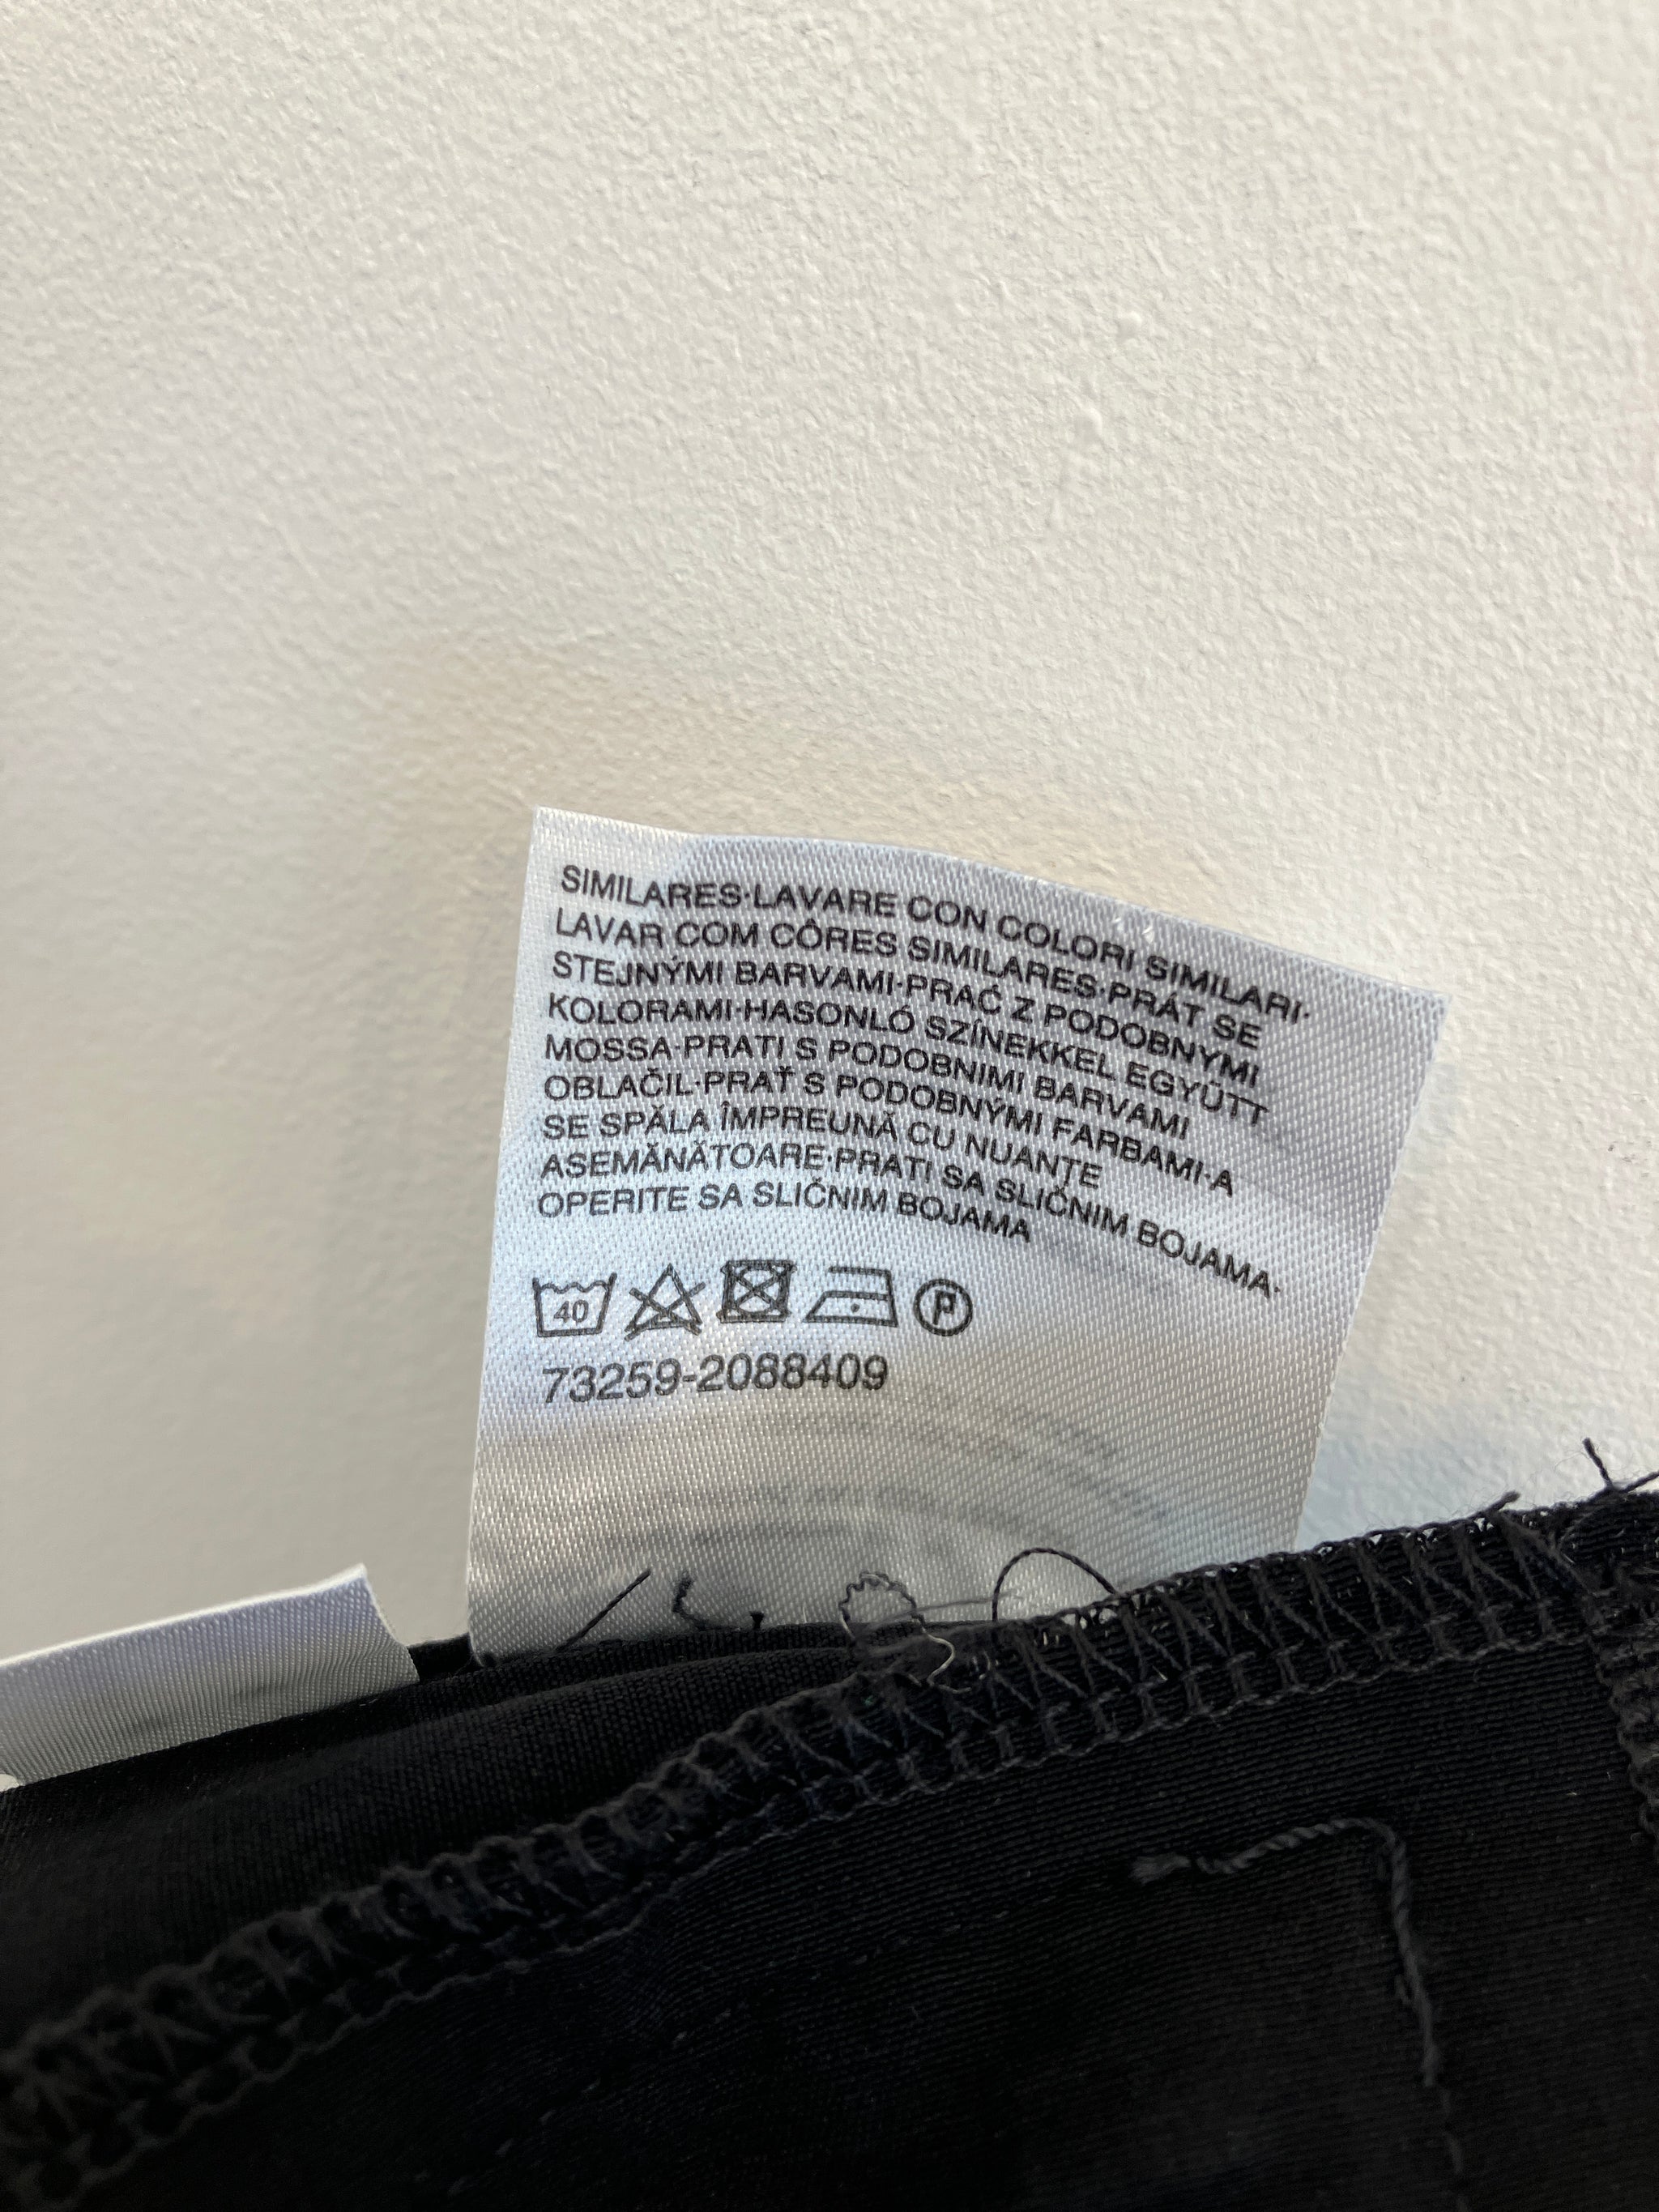 SIMILARES·LAVARE CON COLORI SIMILARI·
LAVAR COM CÔRES SIMILARES·PRÁT SE
STEJNÝMI BARVAMI·PRAĆ Z PODOBNYMI
KOLORAMI·HASONLÓ SZÍNEKKEL EGYÜTT
MOSSA·PRATI S PODOBNIMI BARVAMI
OBLAČIL·PRAŤ S PODOBNÝMI FARBAMI·A
SE SPĂLA ÎMPREUNĂ CU NUANŢE
ASEMĂNĂTOARE·PRATI SA SLIČNIM BOJAMA·
OPERITE SA SLIČNIM BOJAMA
40 P
73259-2088409